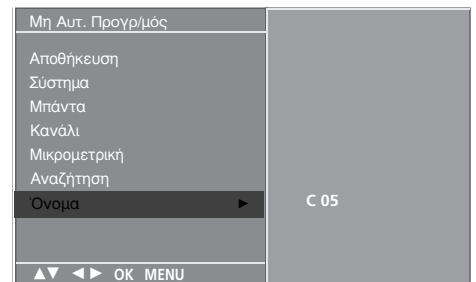 Μη Αυτ. Προγρ/μός
Αποθήκευση
Σύστημα
Μπάντα
Κανάλι
Μικρομετρική
Αναζήτηση
Όνομα ►
C 05
▲▼ ◄► OK MENU